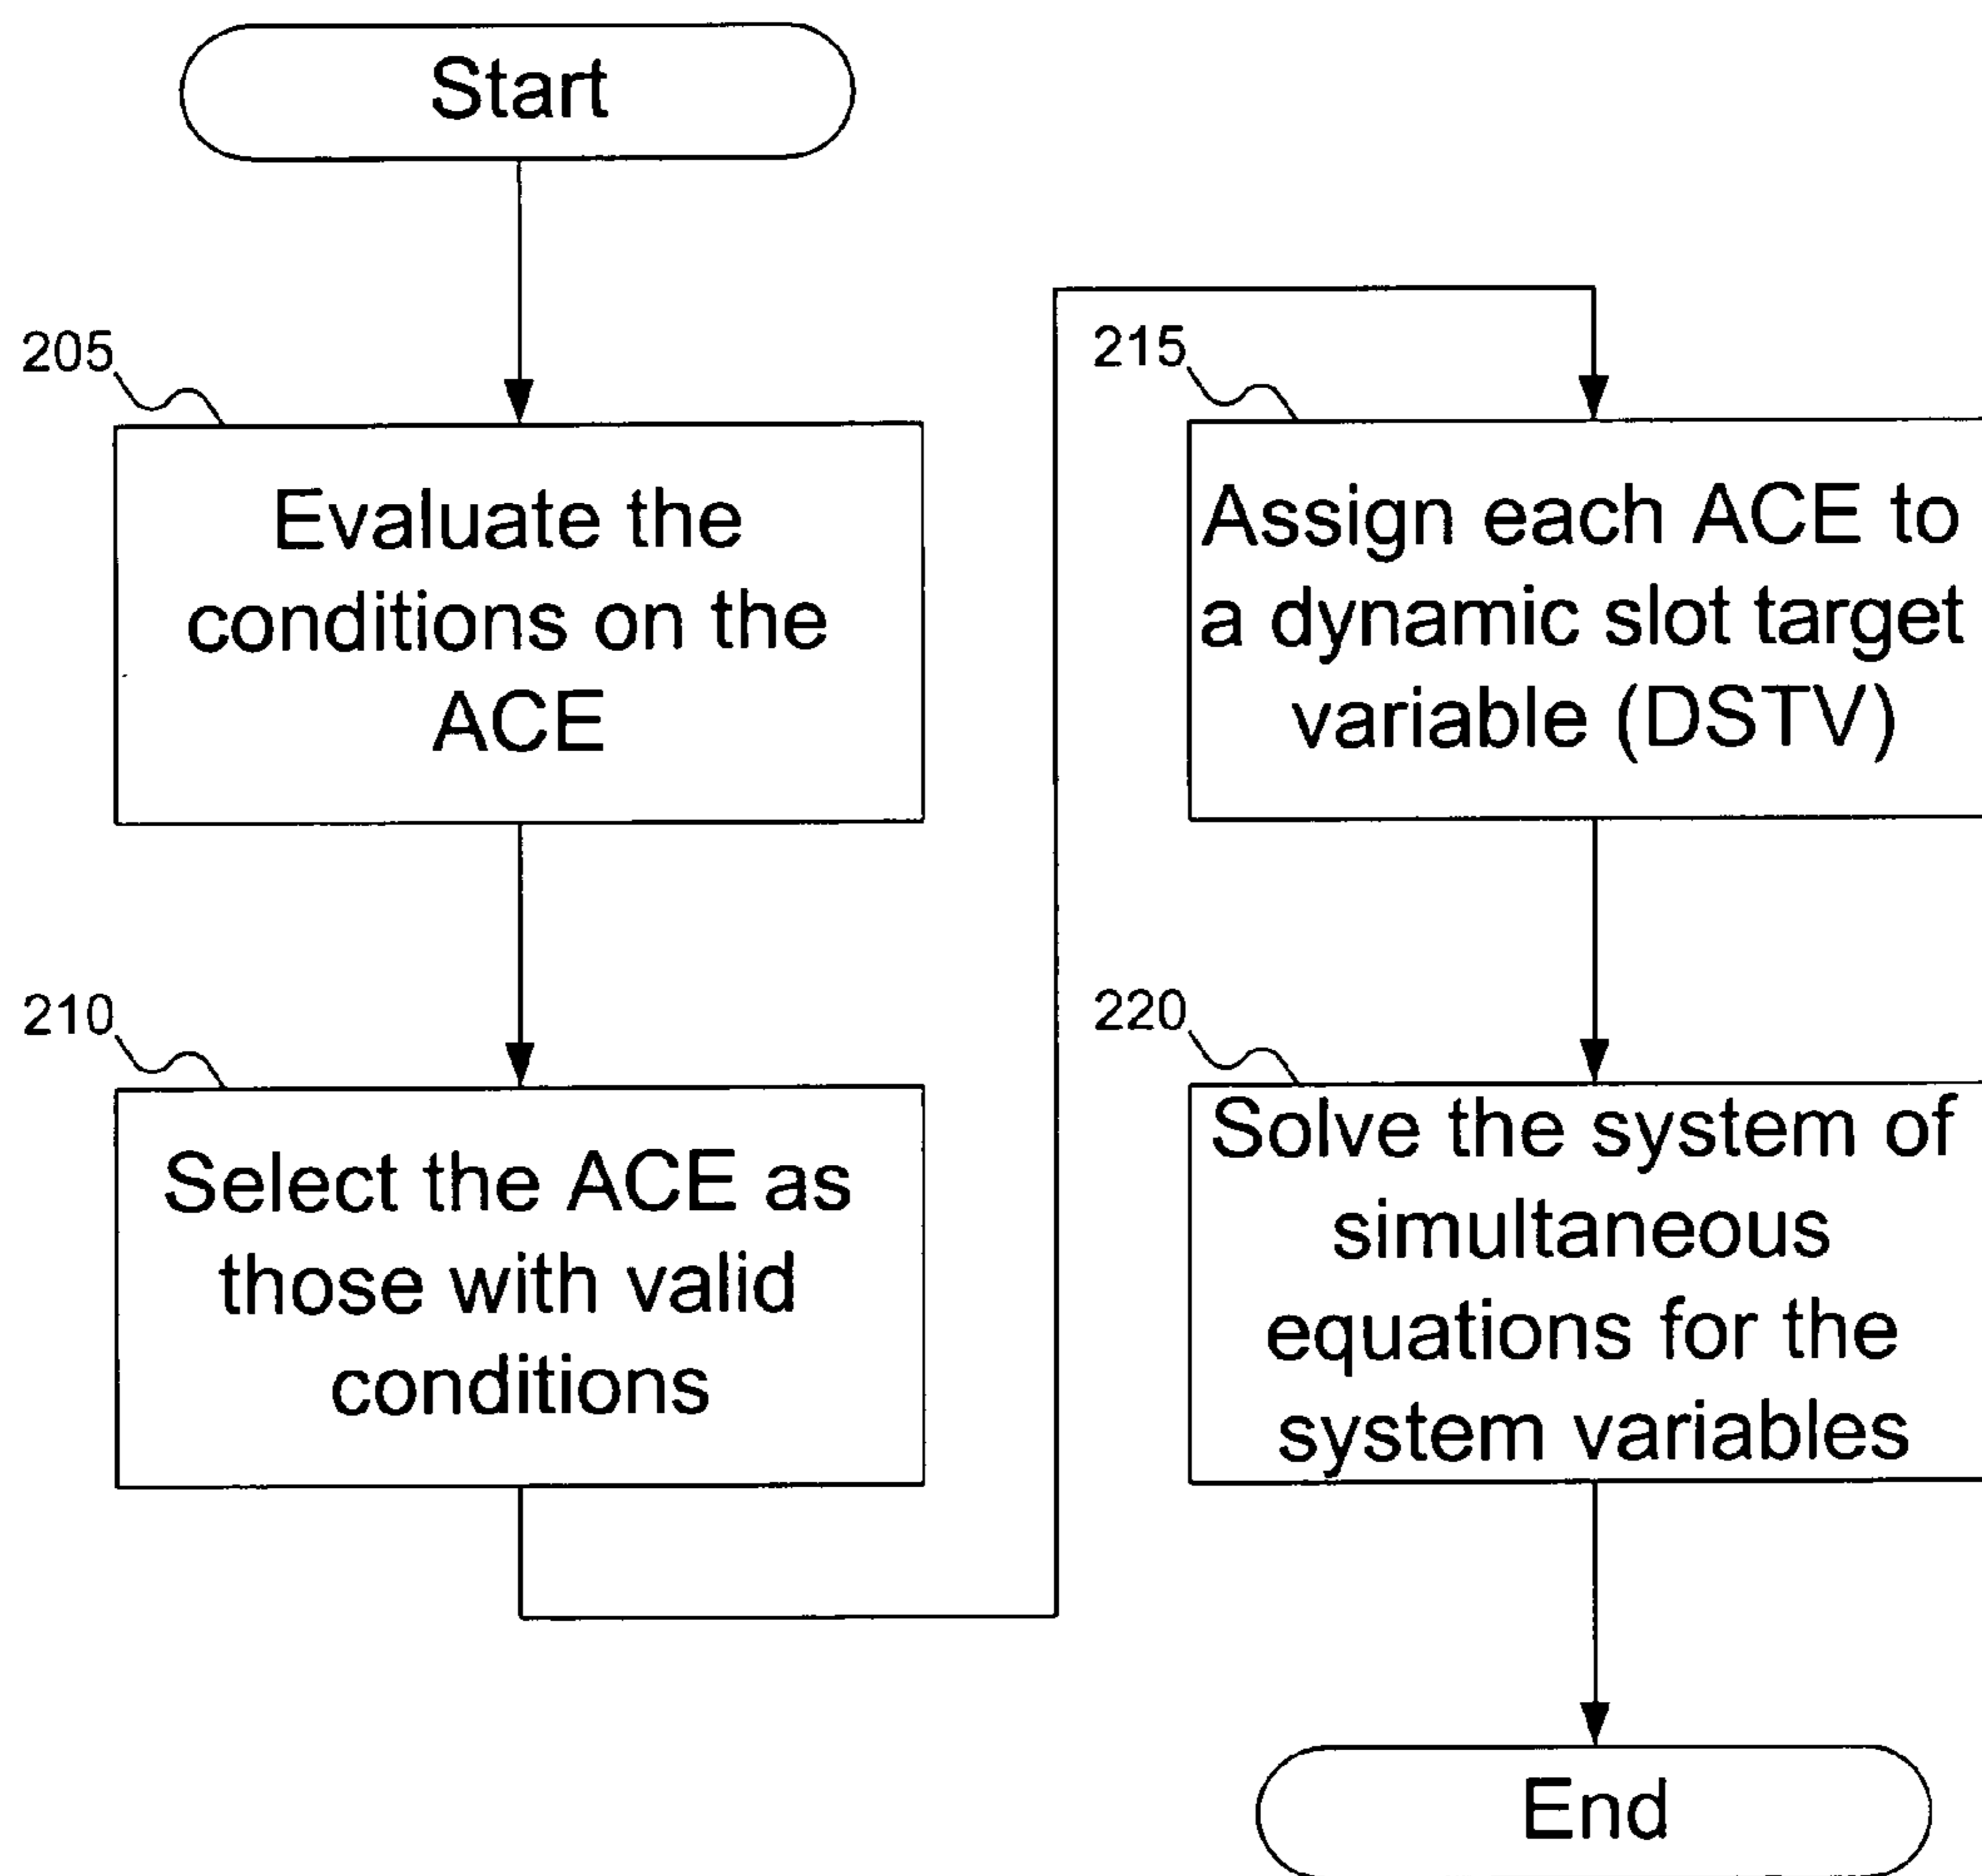 Start
205
Evaluate the
conditions on the
ACE
210
Select the ACE as
those with valid
conditions
215
Assign each ACE to
a dynamic slot target
variable (DSTV)
220
Solve the system of
simultaneous
equations for the
system variables
End